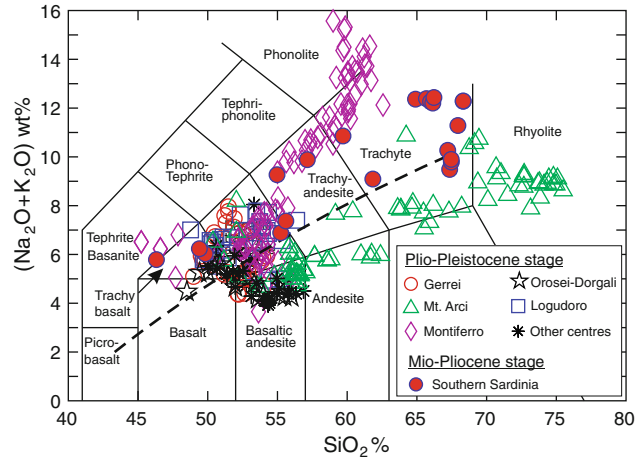 16
14
12
10
8
6
4
2
0
(Na2O+K2O) wt%
Phonolite
Tephri-
phonolite
Phono-
Tephrite
Trachyte
Rhyolite
Trachy-
andesite
Tephrite
Basanite
Trachy
basalt
Picro-
basalt
Basalt
Basaltic
andesite
Andesite
Plio-Pleistocene stage
Gerrei
Orosei-Dorgali
Mt. Arci
Logudoro
Montiferro
Other centres
Mio-Pliocene stage
Southern Sardinia
40 45 50 55 60 65 70 75 80
SiO2 %